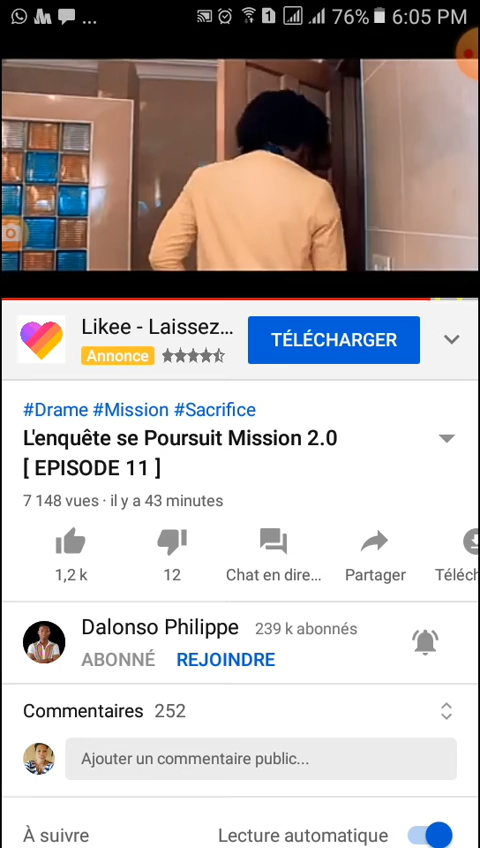 ... 1 76% 6:05 PM
Likee - Laissez...
TÉLÉCHARGER
Annonce
#Drame #Mission #Sacrifice
L'enquête se Poursuit Mission 2.0
[ EPISODE 11 ]
7 148 vues · il y a 43 minutes
1,2 k 12 Chat en dire... Partager Téléch
Dalonso Philippe 239 k abonnés
ABONNÉ REJOINDRE
Commentaires 252
Ajouter un commentaire public...
À suivre Lecture automatique